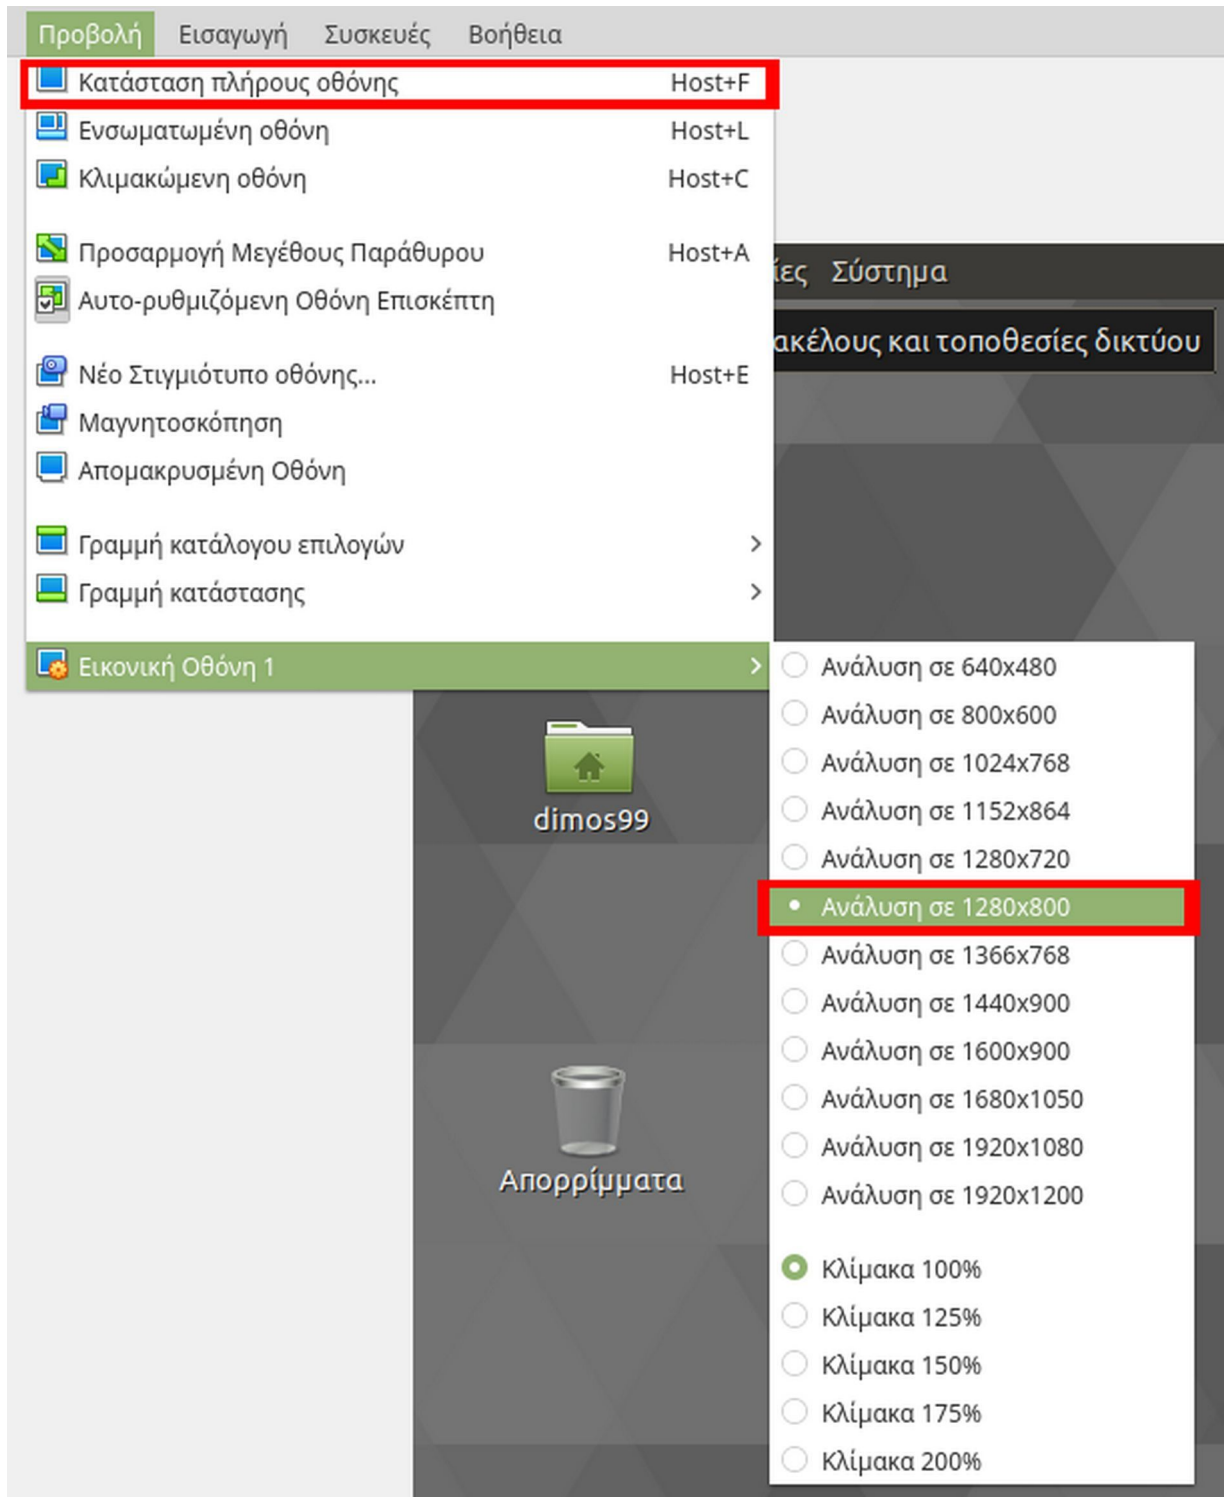 Προβολή Εισαγωγή Συσκευές Βοήθεια
Κατάσταση πλήρους οθόνης Host+F
Ενσωματωμένη οθόνη Host+L
Κλιμακώμενη οθόνη Host+C
Προσαρμογή Μεγέθους Παράθυρου Host+A
ίες Σύστημα
Αυτο-ρυθμιζόμενη Οθόνη Επισκέπτη
ακέλους και τοποθεσίες δικτύου
Νέο Στιγμιότυπο οθόνης... Host+E
Μαγνητοσκόπηση
Απομακρυσμένη Οθόνη
Γραμμή κατάλογου επιλογών
Γραμμή κατάστασης
Εικονική Οθόνη 1
Ανάλυση σε 640x480
Ανάλυση σε 800x600
Ανάλυση σε 1024x768
Ανάλυση σε 1152x864
Ανάλυση σε 1280x720
Ανάλυση σε 1280x800
Ανάλυση σε 1366x768
Ανάλυση σε 1440x900
Ανάλυση σε 1600x900
Ανάλυση σε 1680x1050
Ανάλυση σε 1920x1080
Ανάλυση σε 1920x1200
Κλίμακα 100%
Κλίμακα 125%
Κλίμακα 150%
Κλίμακα 175%
Κλίμακα 200%
dimos99
Απορρίμματα